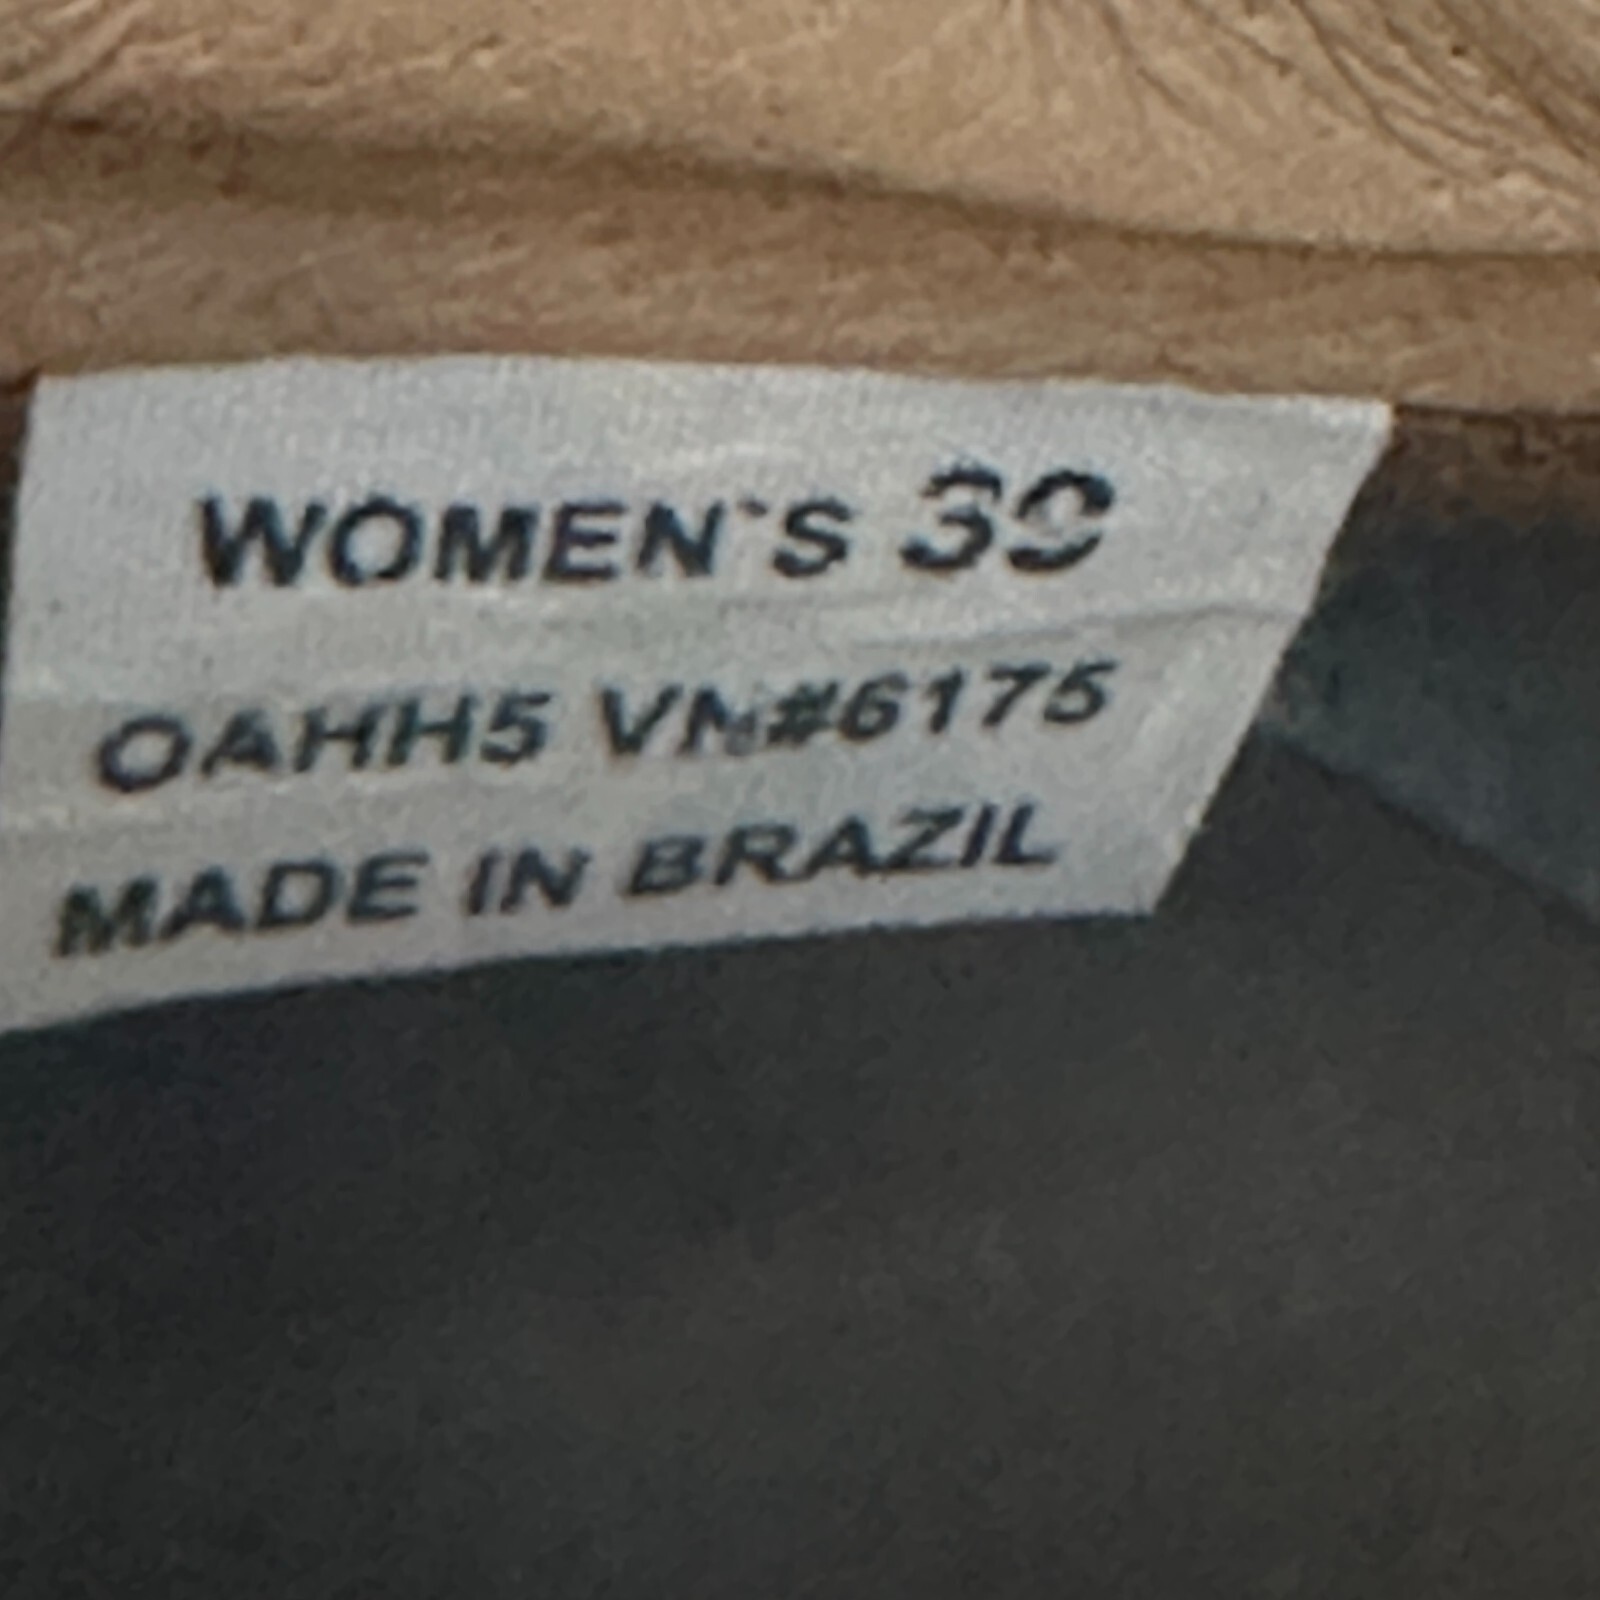 WOMEN`S 39
OAHH5 VN#6175
MADE IN BRAZIL